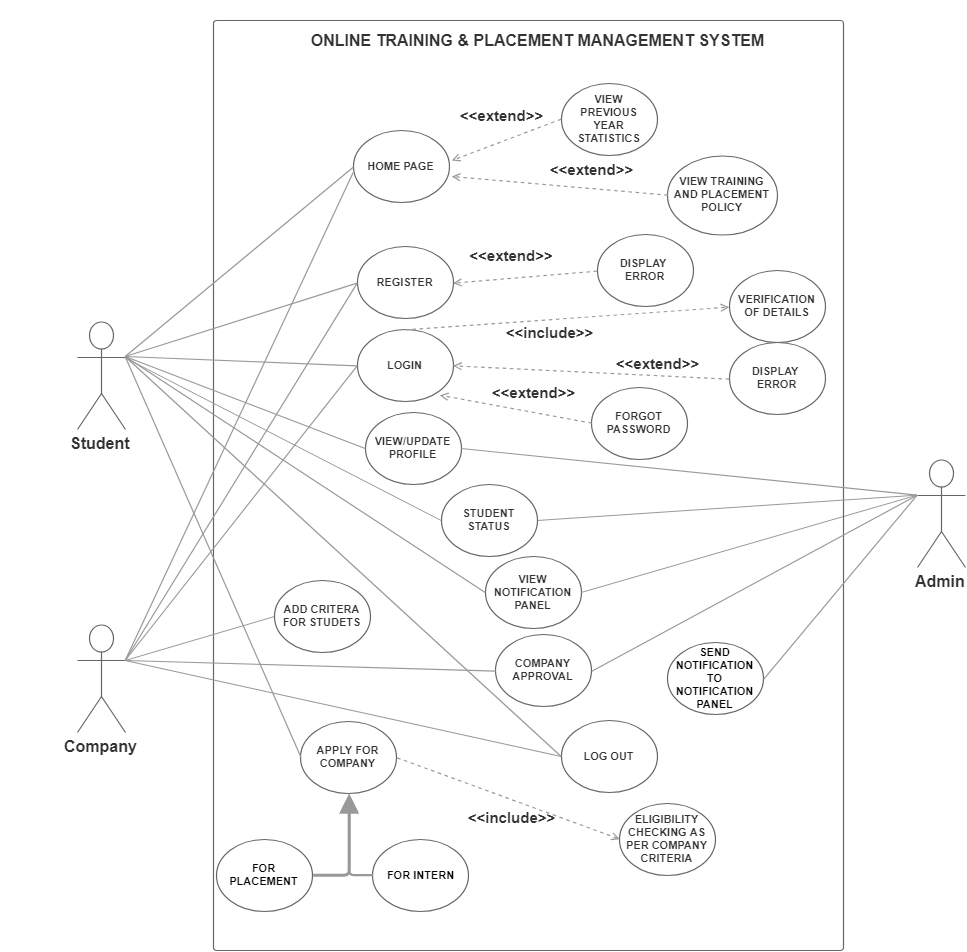 ONLINE TRAINING & PLACEMENT MANAGEMENT SYSTEM
VIEW
PREVIOUS
YEAR
STATISTICS
<<extend>>
HOME PAGE
<<extend>>
VIEW TRAINING
AND PLACEMENT
POLICY
REGISTER
<<extend>>
DISPLAY
ERROR
VERIFICATION
OF DETAILS
<<include>>
LOGIN
<<extend>>
DISPLAY
ERROR
<<extend>>
FORGOT
PASSWORD
Student
VIEW/UPDATE
PROFILE
STUDENT
STATUS
VIEW
NOTIFICATION
PANEL
Admin
ADD CRITERA
FOR STUDETS
COMPANY
APPROVAL
SEND
NOTIFICATION
TO
NOTIFICATION
PANEL
Company
APPLY FOR
COMPANY
LOG OUT
<<include>>
ELIGIBILITY
CHECKING AS
PER COMPANY
CRITERIA
FOR
PLACEMENT
FOR INTERN